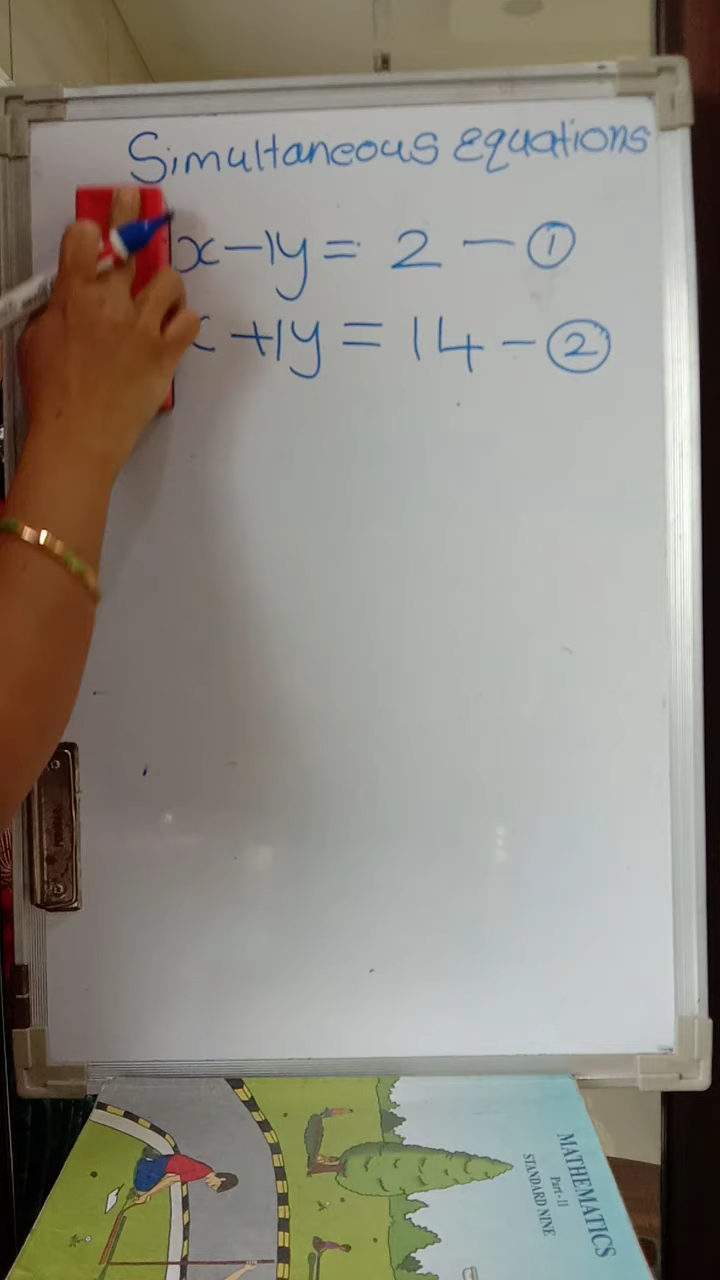 Simultaneous equations
x-1y = 2 - ①
+1y = 14 - ②
MATHEMATICS
Part - II
STANDARD NINE